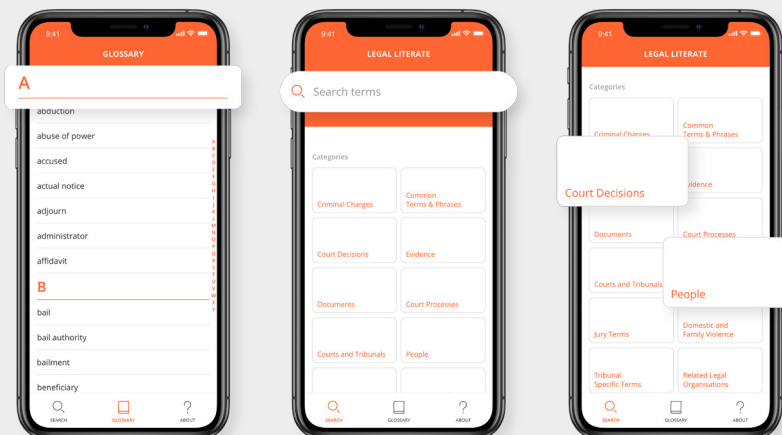 9:41
GLOSSARY
A
abduction
abuse of power
accused
actual notice
adjourn
administrator
affidavit
B
bail
bail authority
bailment
beneficiary
A
B
C
D
E
F
G
H
I
J
K
L
M
N
O
P
Q
R
S
T
U
V
W
X
Y
SEARCH
GLOSSARY
ABOUT
9:41
LEGAL LITERATE
Search terms
Categories
Criminal Charges
Common
Terms & Phrases
Court Decisions
Evidence
Documents
Court Processes
Courts and Tribunals
People
SEARCH
GLOSSARY
ABOUT
9:41
LEGAL LITERATE
Categories
Criminal Charges
Common
Terms & Phrases
Court Decisions
Evidence
Documents
Court Processes
Courts and Tribunals
People
Jury Terms
Domestic and
Family Violence
Tribunal
Specific Terms
Related Legal
Organisations
SEARCH
GLOSSARY
ABOUT